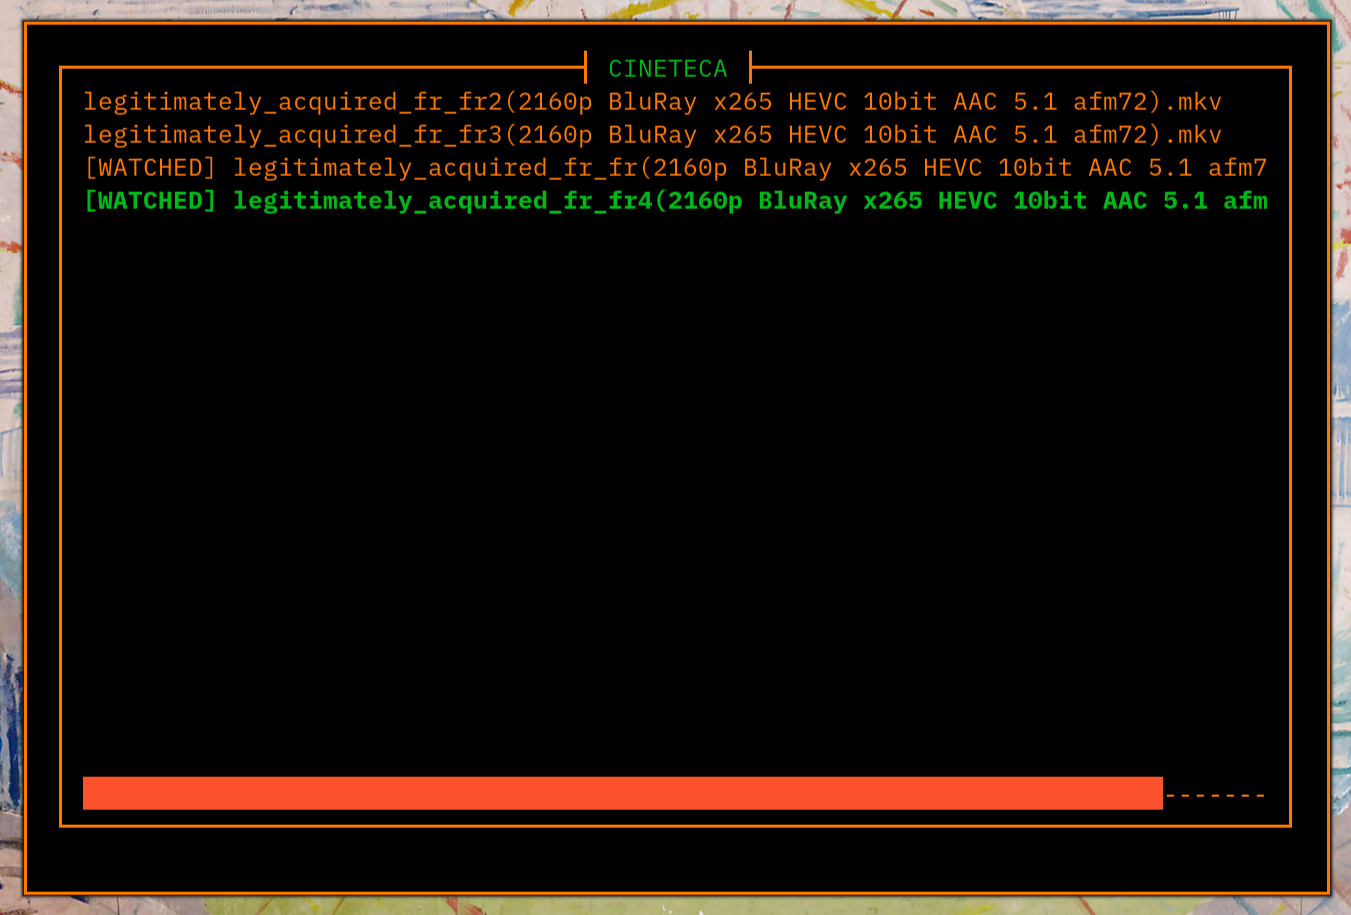 CINETECA
legitimately_acquired_fr_fr2(2160p BluRay x265 HEVC 10bit AAC 5.1 afm72).mkv
legitimately_acquired_fr_fr3(2160p BluRay x265 HEVC 10bit AAC 5.1 afm72).mkv
[WATCHED] legitimately_acquired_fr_fr(2160p BluRay x265 HEVC 10bit AAC 5.1 afm7
[WATCHED] legitimately_acquired_fr_fr4(2160p BluRay x265 HEVC 10bit AAC 5.1 afm
-------